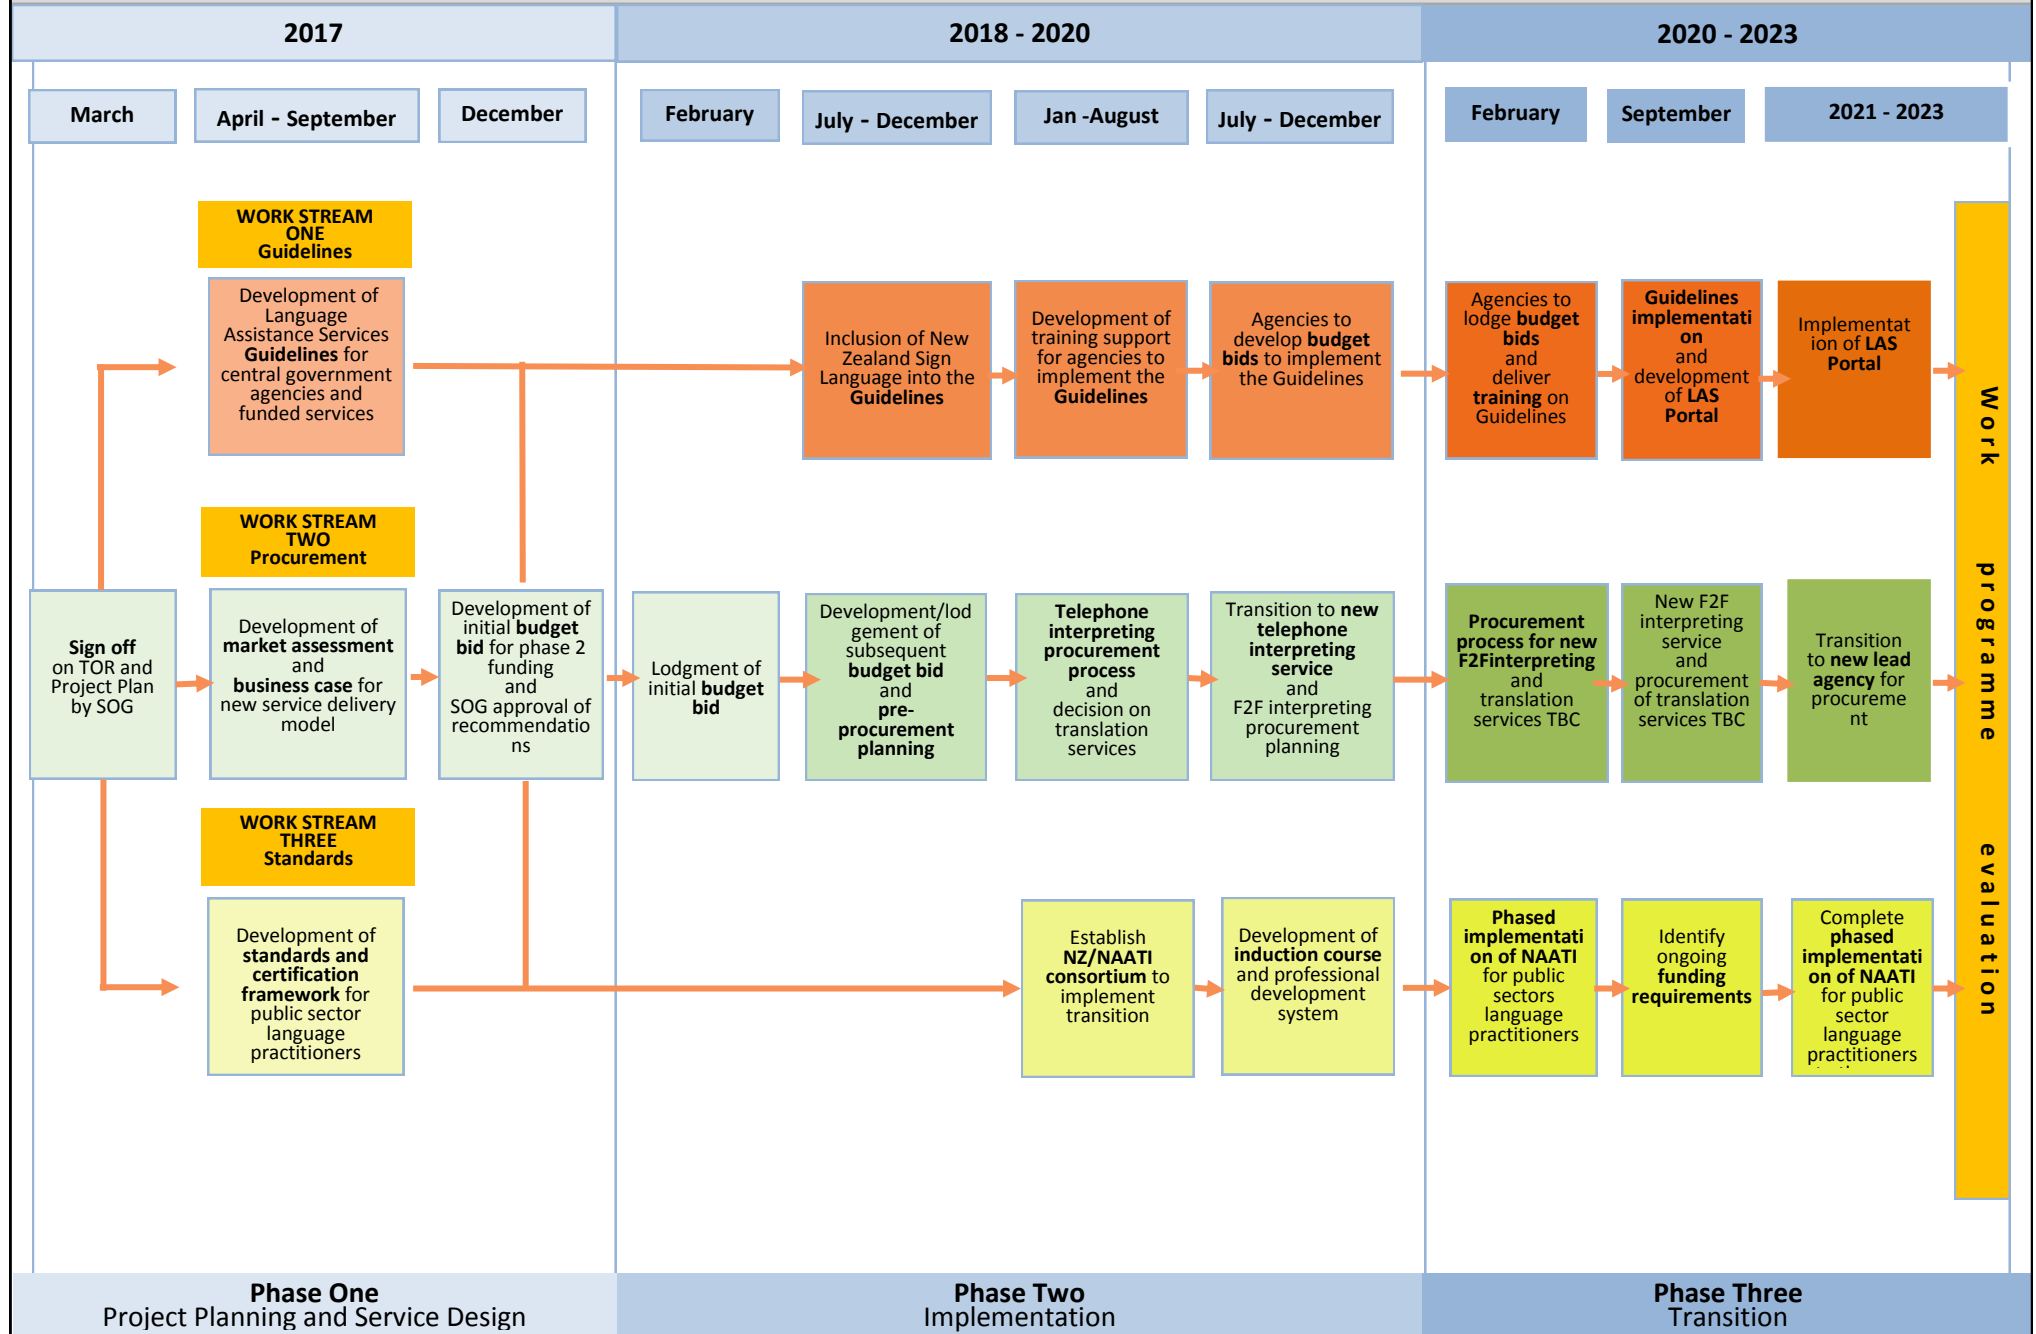 2017
2018 - 2020
2020 - 2023
March
April - September
December
February
July - December
Jan -August
July - December
February
September
2021 - 2023
WORK STREAM
ONE
Guidelines
Development of
Language
Assistance Services
Guidelines for
central government
agencies and
funded services
Inclusion of New
Zealand Sign
Language into the
Guidelines
Development of
training support
for agencies to
implement the
Guidelines
Agencies to
develop budget
bids to implement
the Guidelines
Agencies to
lodge budget
bids
and
deliver
training on
Guidelines
Guidelines
implementati
on
and
development
of LAS
Portal
Implementat
ion of LAS
Portal
WORK STREAM
TWO
Procurement
Sign off
on TOR and
Project Plan
by SOG
Development of
market assessment
and
business case for
new service delivery
model
Development of
initial budget
bid for phase 2
funding
and
SOG approval of
recommendatio
ns
Lodgment of
initial budget
bid
Development/lod
gement of
subsequent
budget bid
and
pre-
procurement
planning
Telephone
interpreting
procurement
process
and
decision on
translation
services
Transition to new
telephone
interpreting
service
and
F2F interpreting
procurement
planning
Procurement
process for new
F2Finterpreting
and
translation
services TBC
New F2F
interpreting
service
and
procurement
of translation
services TBC
Transition
to new lead
agency for
procureme
nt
WORK STREAM
THREE
Standards
Development of
standards and
certification
framework for
public sector
language
practitioners
Establish
NZ/NAATI
consortium to
implement
transition
Development of
induction course
and professional
development
system
Phased
implementati
on of NAATI
for public
sectors
language
practitioners
Identify
ongoing
funding
requirements
Complete
phased
implementati
on of NAATI
for public
sector
language
practitioners
Work programme evaluation
Phase One
Project Planning and Service Design
Phase Two
Implementation
Phase Three
Transition